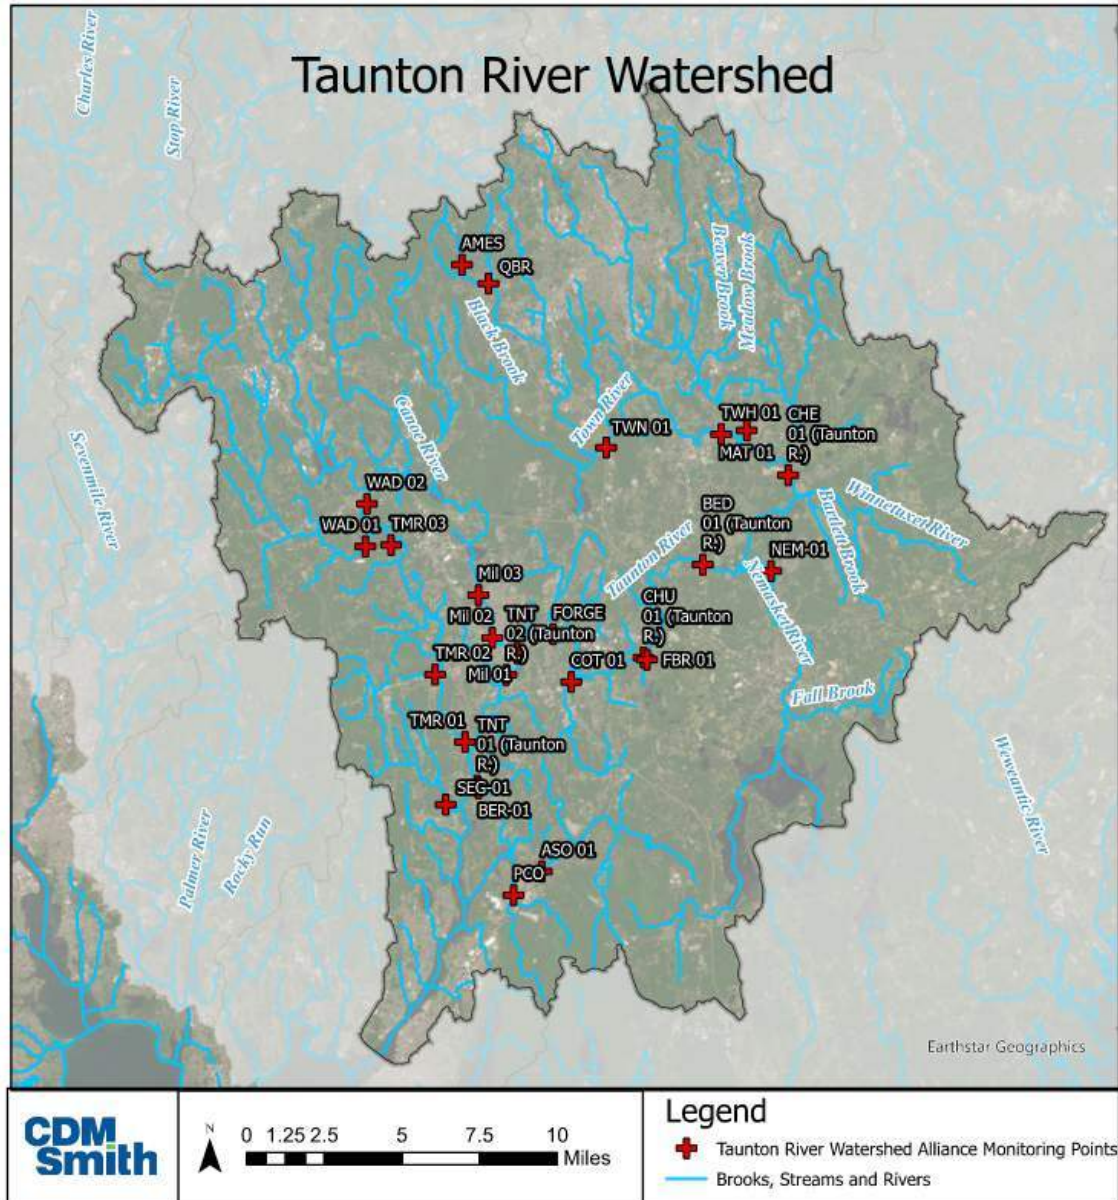 Taunton River Watershed
Charles River
Stop River
AMES
QBR
Beaver Brook
Meadow Brook
Black Brook
Canoe River
Town River
TWN 01
TWH 01
MAT 01
CHE
01 (Taunton
R.)
Sevenmile River
WAD 02
WAD 01
TMR 03
BED
01 (Taunton
R.)
Winnetuxet River
Bartlett Brook
Taunton River
NEM-01
Nemasket River
Mil 03
Mil 02
TNT
02 (Taunton
R.)
FORGE
CHU
01 (Taunton
R.)
TMR 02
Mil 01
COT 01
FBR 01
Fall Brook
TMR 01
TNT
01 (Taunton
R.)
SEG-01
BER-01
Weweantic River
Palmer River
Rocky Run
ASO 01
PCO
Earthstar Geographics
CDM
Smith
N
0 1.25 2.5 5 7.5 10
Miles
Legend
Taunton River Watershed Alliance Monitoring Points
Brooks, Streams and Rivers